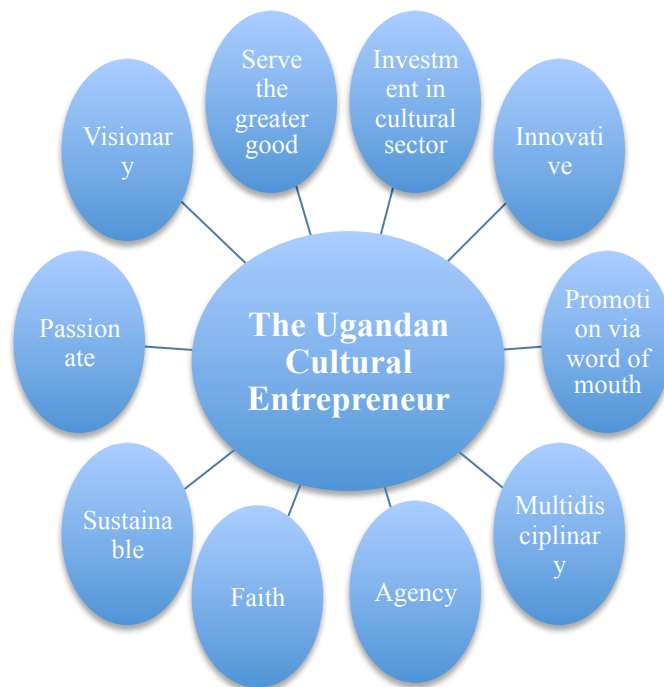 Serve
the
greater
good
Investm
ent in
cultural
sector
Visionar
y
Innovati
ve
Passion
ate
The Ugandan
Cultural
Entrepreneur
Promoti
on via
word of
mouth
Sustaina
ble
Multidis
ciplinar
y
Faith
Agency